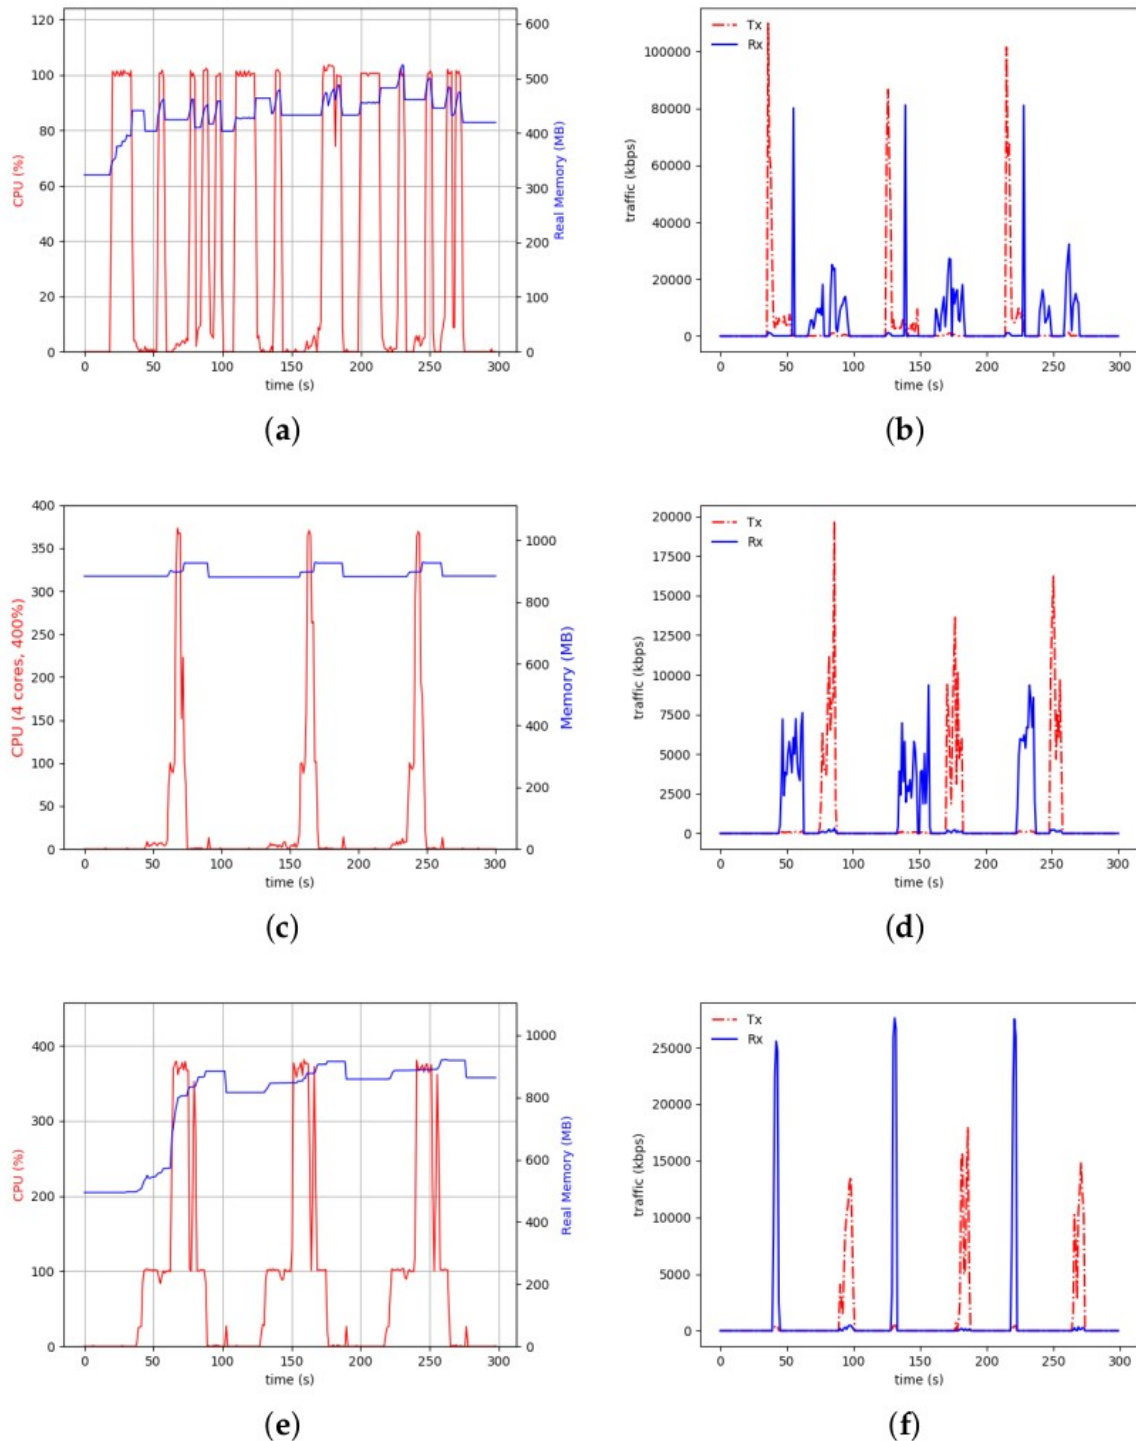 120
100
80
60
40
20
0
CPU (%)
600
500
400
300
200
100
0
Real Memory (MB)
0 50 100 150 200 250 300
time (s)
(a)
Tx
Rx
100000
80000
60000
40000
20000
0
traffic (kbps)
0 50 100 150 200 250 300
time (s)
(b)
400
350
300
250
200
150
100
50
0
CPU (4 cores, 400%)
1000
800
600
400
200
0
Memory (MB)
0 50 100 150 200 250 300
time (s)
(c)
Tx
Rx
20000
17500
15000
12500
10000
7500
5000
2500
0
traffic (kbps)
0 50 100 150 200 250 300
time (s)
(d)
400
300
200
100
0
CPU (%)
1000
800
600
400
200
0
Real Memory (MB)
0 50 100 150 200 250 300
time (s)
(e)
Tx
Rx
25000
20000
15000
10000
5000
0
traffic (kbps)
0 50 100 150 200 250 300
time (s)
(f)